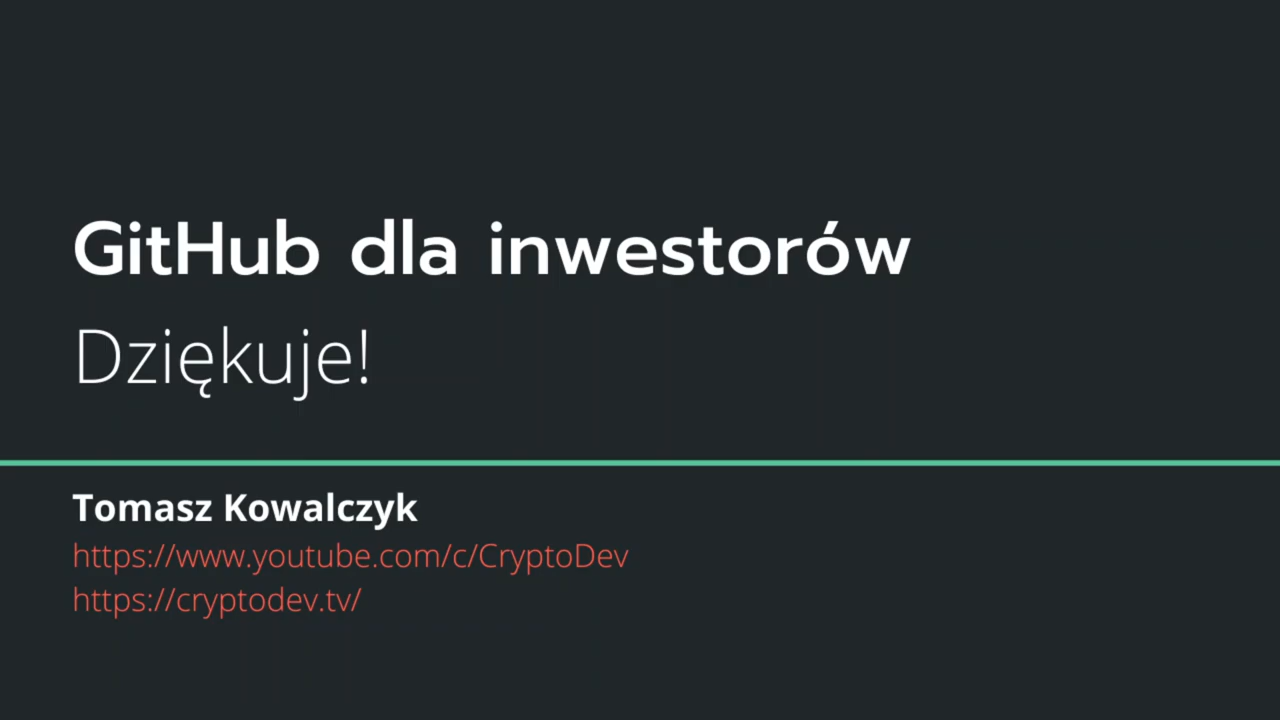 GitHub dla inwestorów
Dziękuje!
Tomasz Kowalczyk
https://www.youtube.com/c/CryptoDev
https://cryptodev.tv/